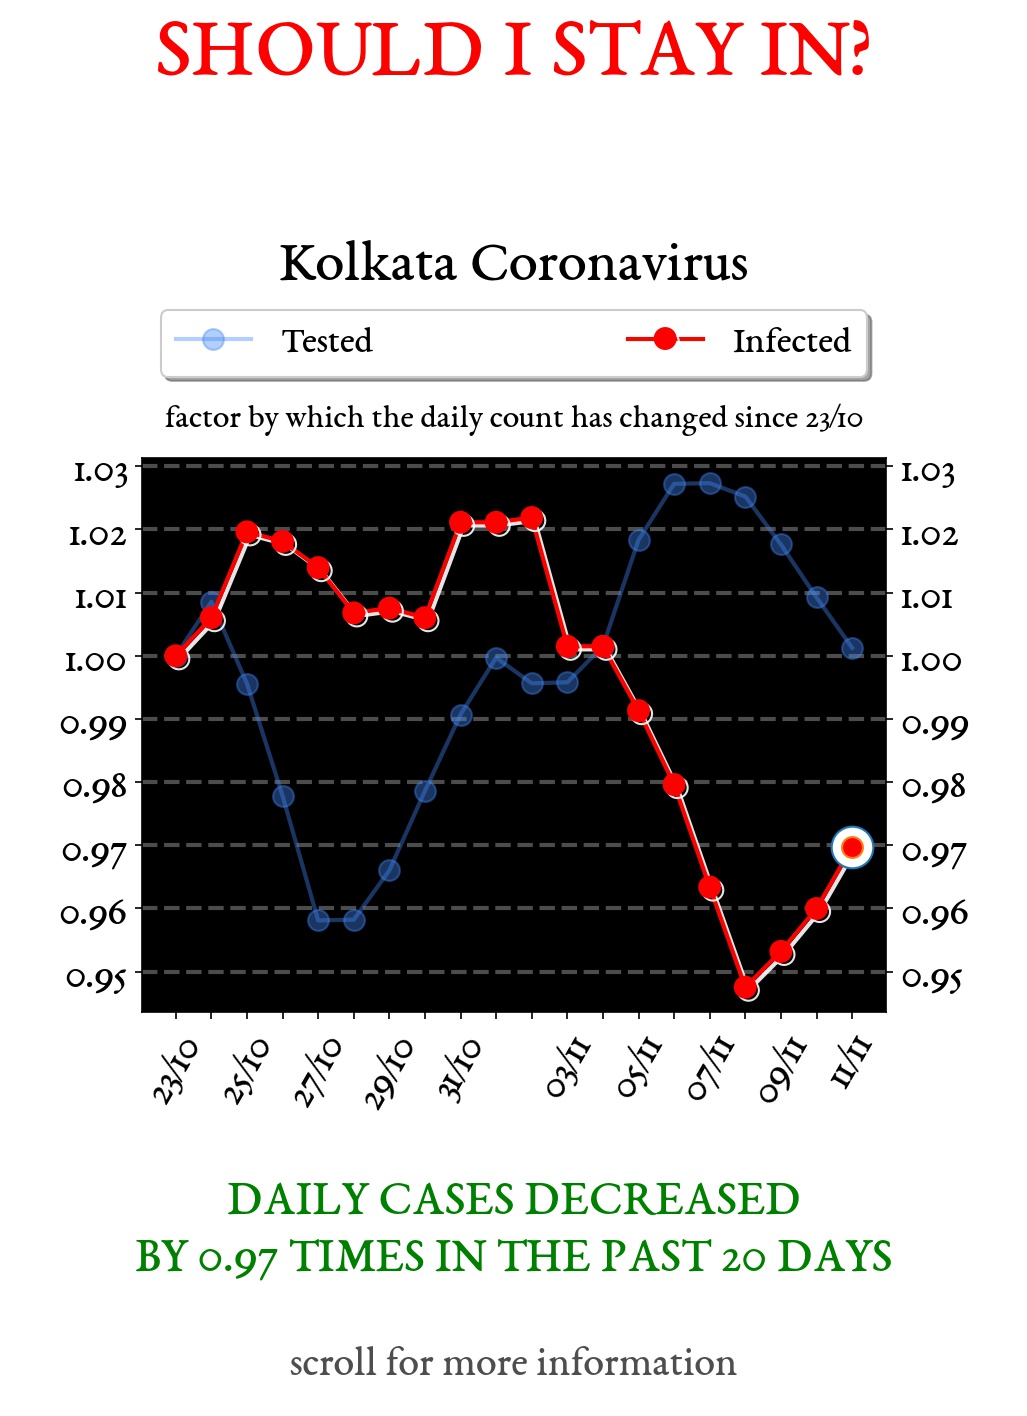 SHOULD I STAY IN?
Kolkata Coronavirus
Tested Infected
factor by which the daily count has changed since 23/10
1.03 1.03
1.02 1.02
1.01 1.01
1.00 1.00
0.99 0.99
0.98 0.98
0.97 0.97
0.96 0.96
0.95 0.95
23/10 25/10 27/10 29/10 31/10 03/11 05/11 07/11 09/11 11/11
DAILY CASES DECREASED
BY 0.97 TIMES IN THE PAST 20 DAYS
scroll for more information